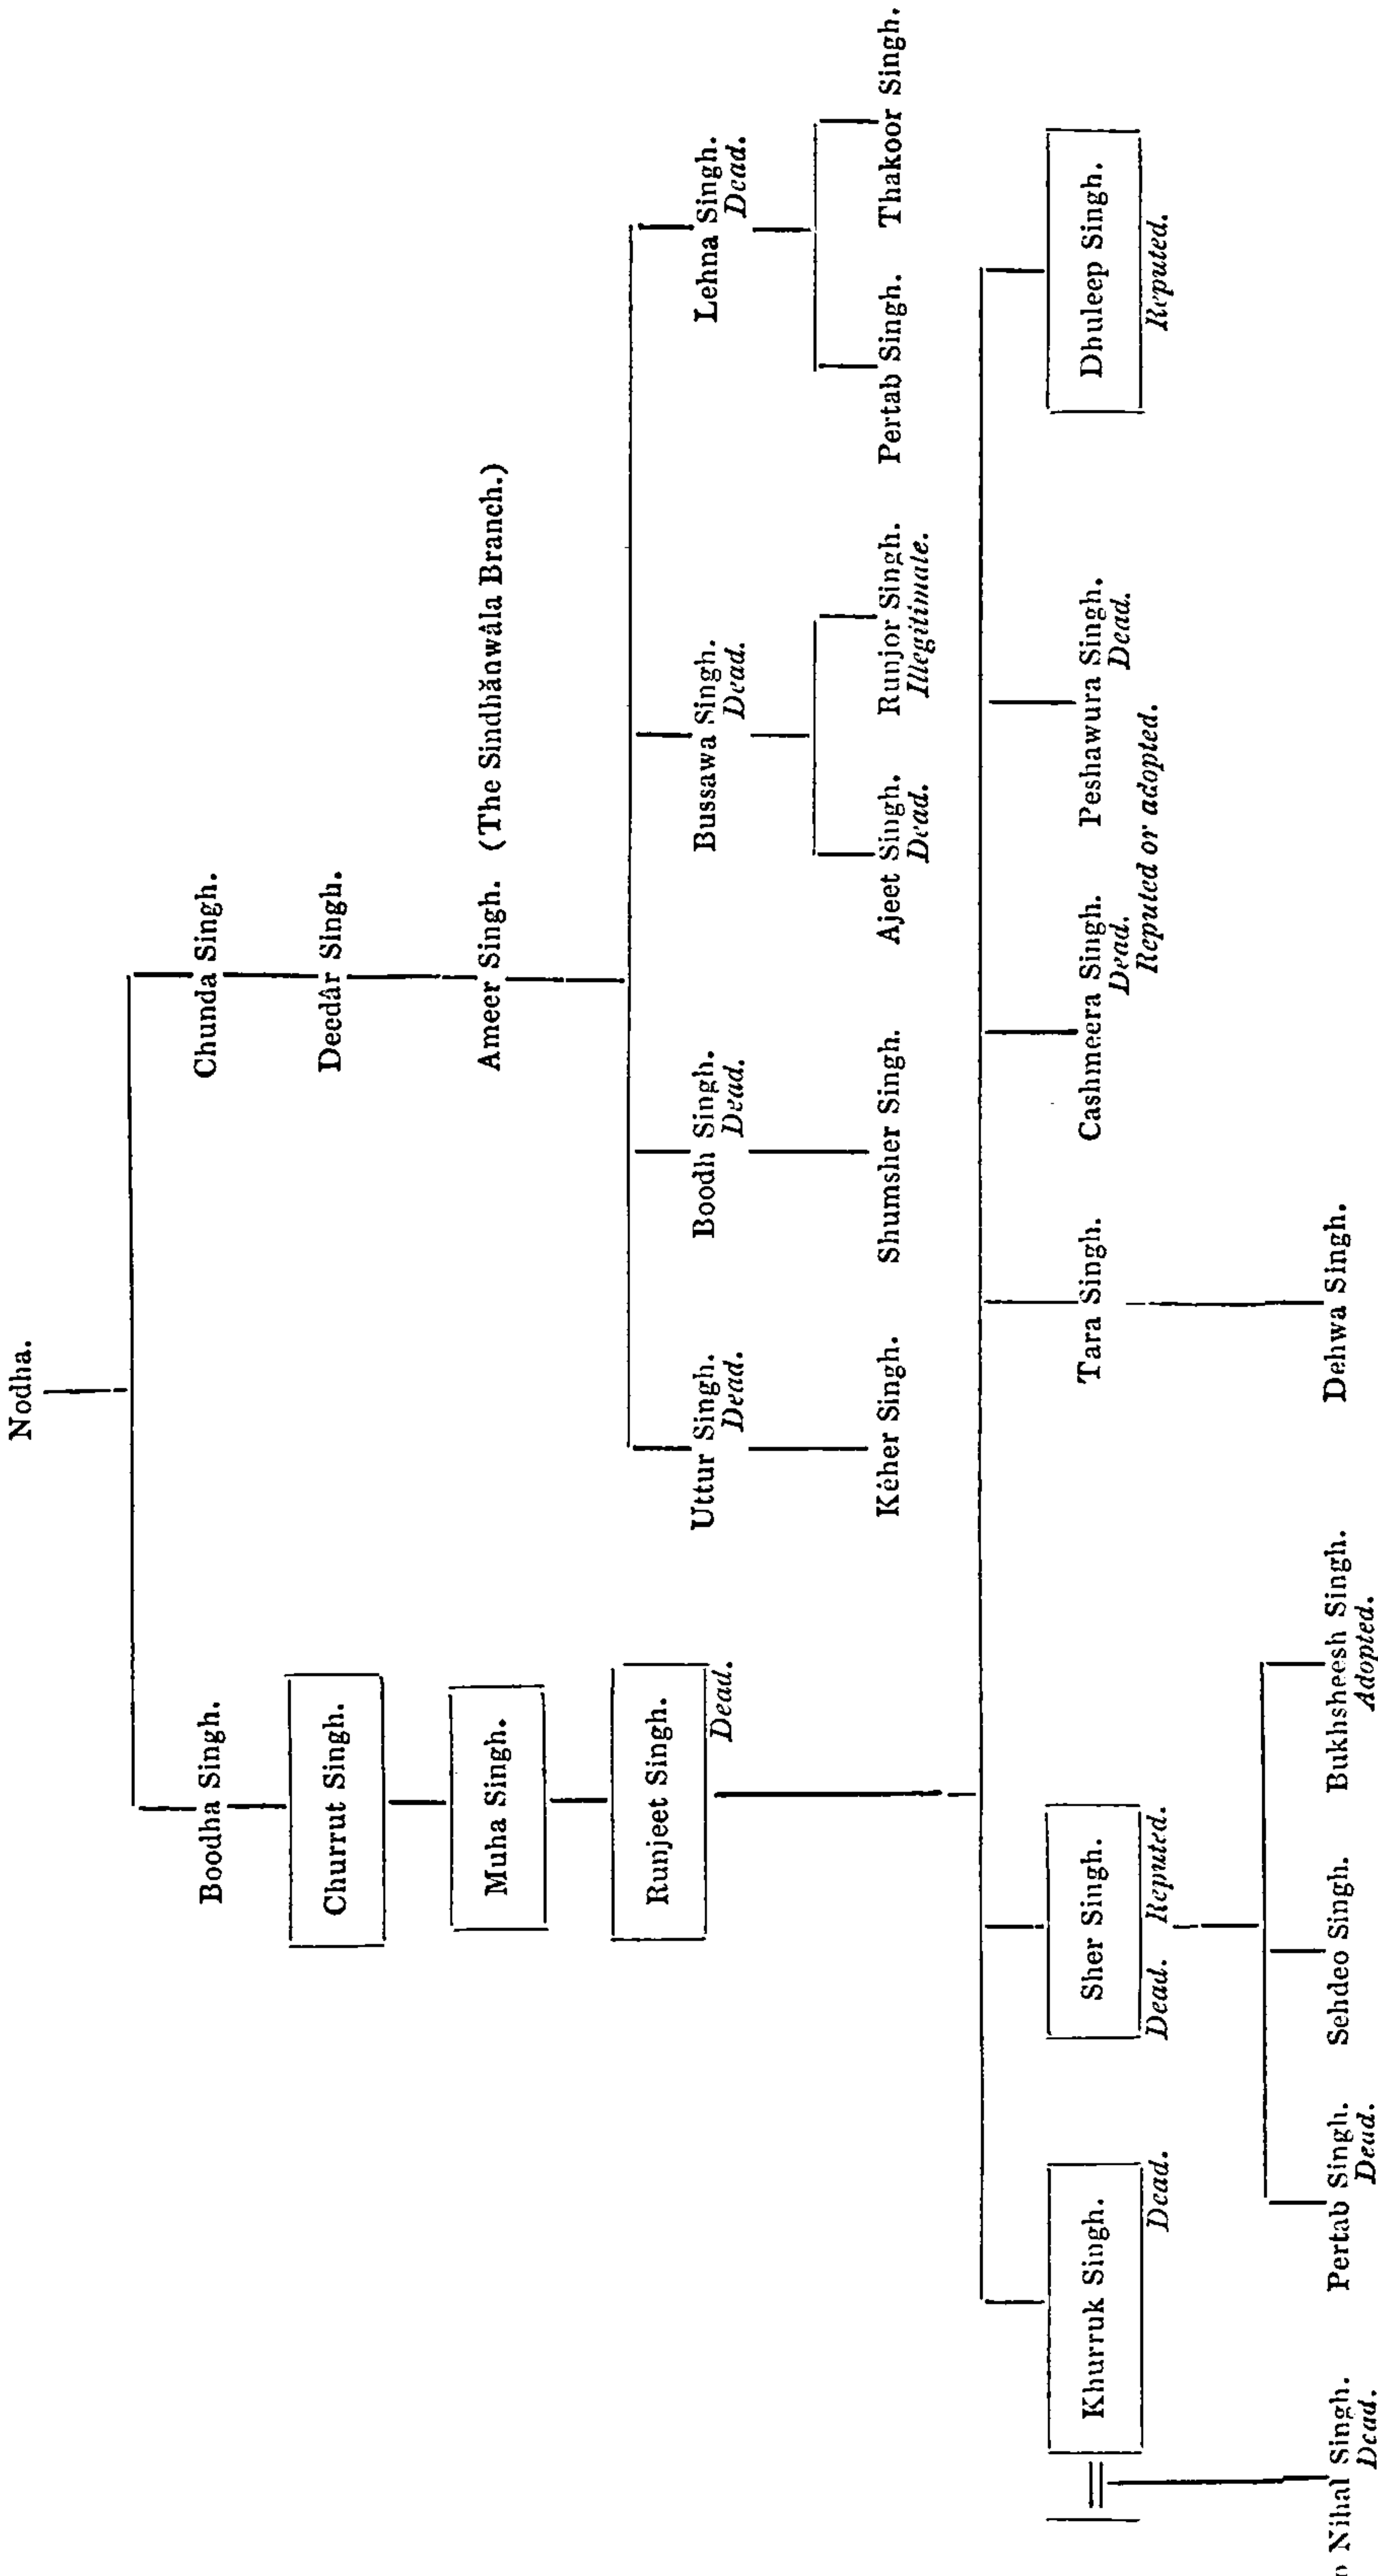 Nodha.
Boodha Singh.
Chunda Singh.
Churrut Singh.
Deedâr Singh.
Muha Singh.
Ameer Singh. (The Sindhănwâla Branch.)
Runjeet Singh.
Dead.
Uttur Singh.
Dead.
Boodh Singh.
Dead.
Bussawa Singh.
Dead.
Lehna Singh.
Dead.
Kėher Singh.
Shumsher Singh.
Ajeet Singh.
Dead.
Runjor Singh.
Illegitimate.
Pertab Singh.
Thakoor Singh.
Khurruk Singh.
Dead.
Sher Singh.
Dead. Reputed.
Tara Singh.
Cashmeera Singh.
Dead.
Peshawura Singh.
Dead.
Reputed or adopted.
Dhuleep Singh.
Reputed.
Nihal Singh.
Dead.
Pertab Singh.
Dead.
Sehdeo Singh.
Bukhsheesh Singh.
Adopted.
Dehwa Singh.